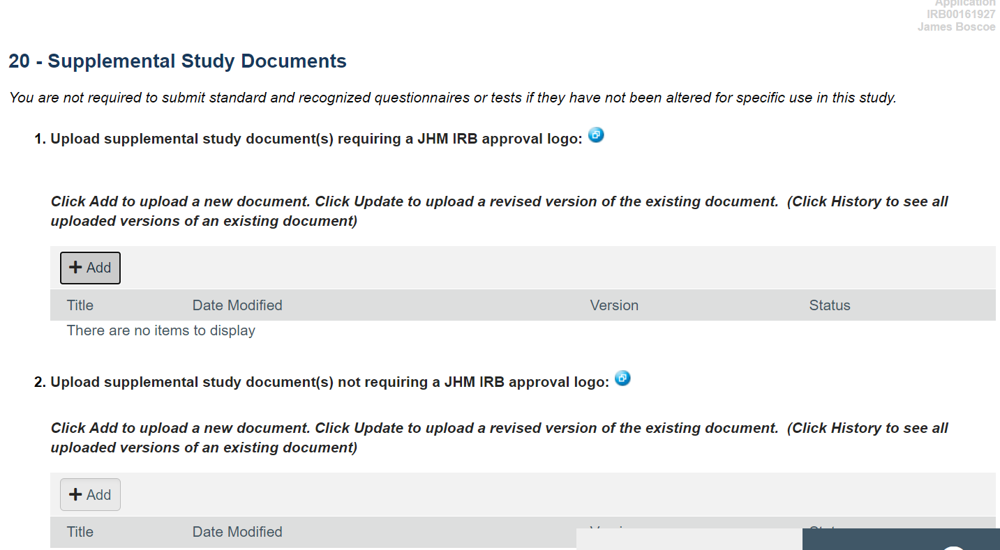 Application
IRB00161927
James Boscoe
20 - Supplemental Study Documents
You are not required to submit standard and recognized questionnaires or tests if they have not been altered for specific use in this study.
1. Upload supplemental study document(s) requiring a JHM IRB approval logo:
Click Add to upload a new document. Click Update to upload a revised version of the existing document.  (Click History to see all
uploaded versions of an existing document)
+ Add
Title Date Modified Version Status
There are no items to display
2. Upload supplemental study document(s) not requiring a JHM IRB approval logo:
Click Add to upload a new document. Click Update to upload a revised version of the existing document.  (Click History to see all
uploaded versions of an existing document)
+ Add
Title Date Modified